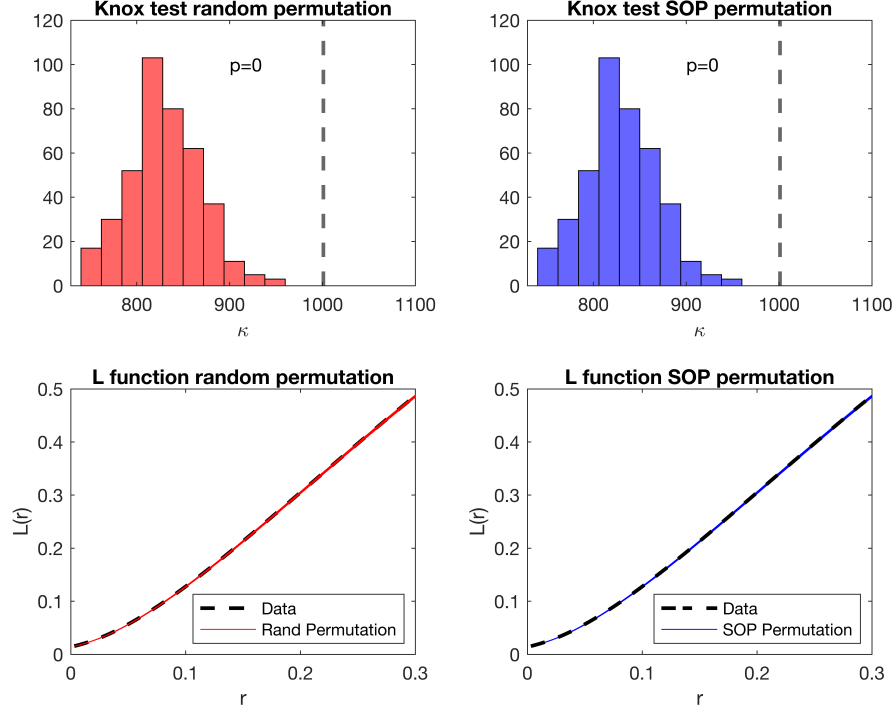 Knox test random permutation
120
100
80
60
40
20
0
p=0
800
900
1000
1100
κ
Knox test SOP permutation
120
100
80
60
40
20
0
p=0
800
900
1000
1100
κ
L function random permutation
0.5
0.4
0.3
0.2
0.1
0
L(r)
Data
Rand Permutation
0
0.1
0.2
0.3
r
L function SOP permutation
0.5
0.4
0.3
0.2
0.1
0
L(r)
Data
SOP Permutation
0
0.1
0.2
0.3
r